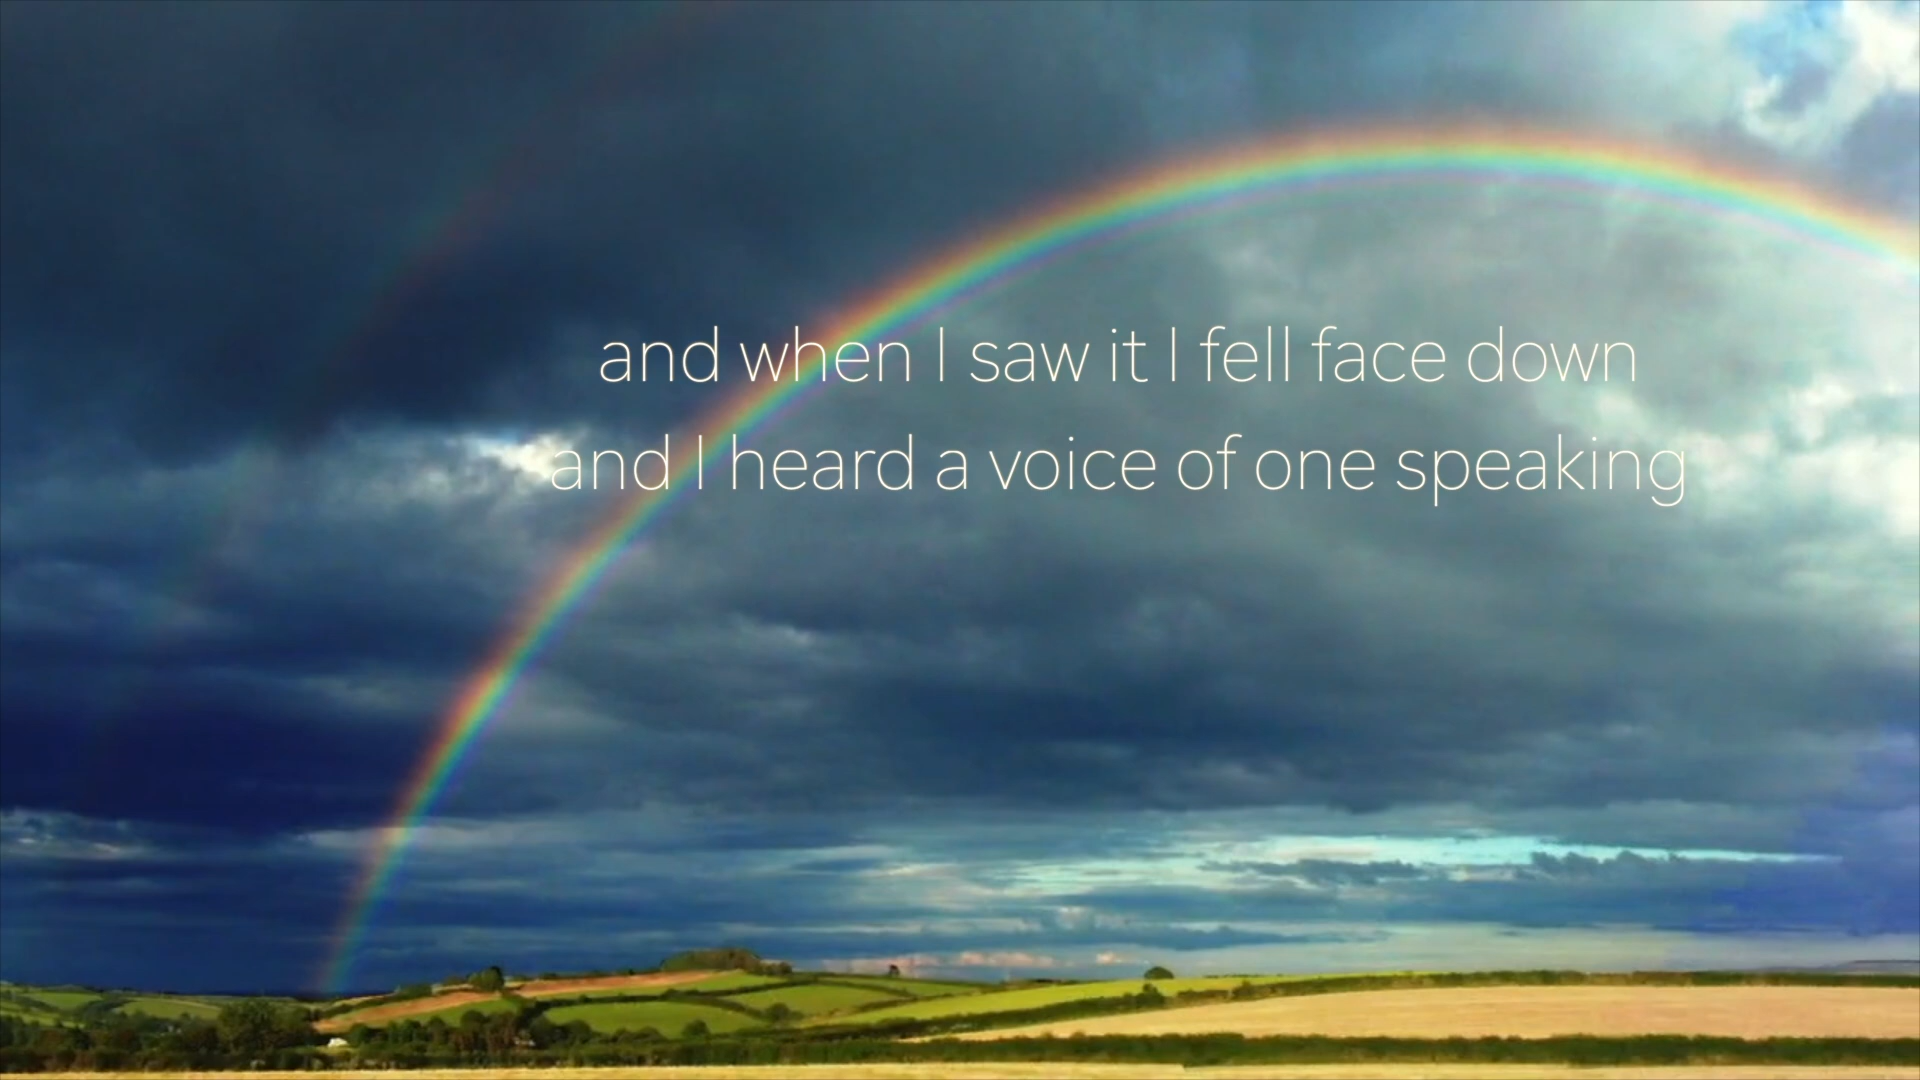 and when I saw it I fell face down
and I heard a voice of one speaking